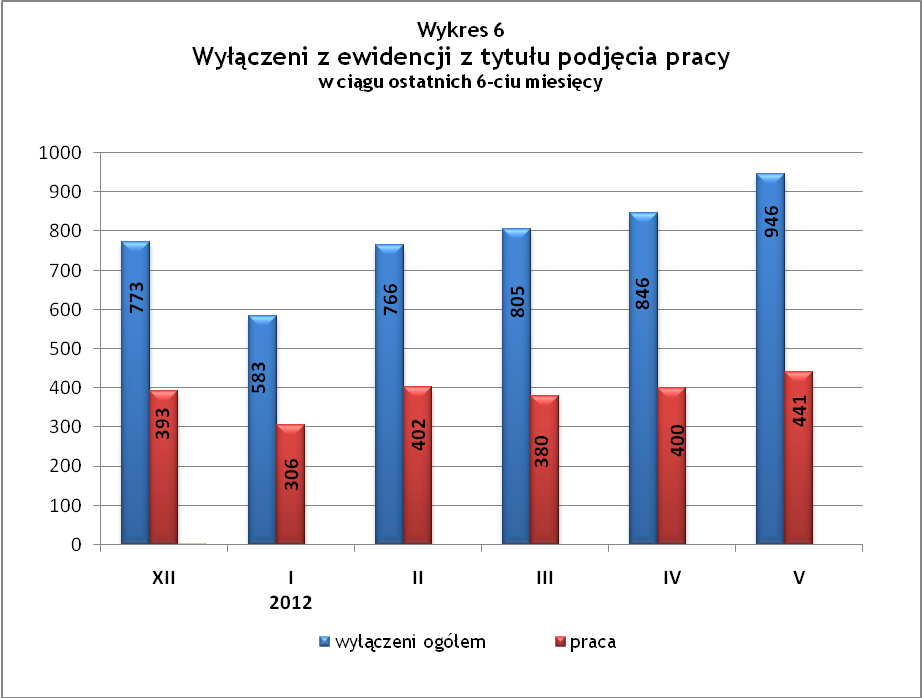 Wykres 6
Wyłączeni z ewidencji z tytułu podjęcia pracy
w ciągu ostatnich 6-ciu miesięcy
1000
900
800
700
600
500
400
300
200
100
0
773
393
583
306
766
402
805
380
846
400
946
441
XII
I
II
III
IV
V
2012
wyłączeni ogółem
praca